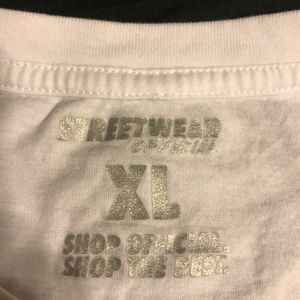 STREETWEAR
OFFICIAL
XL
SHOP OFFICIAL.
SHOP THE BEST.